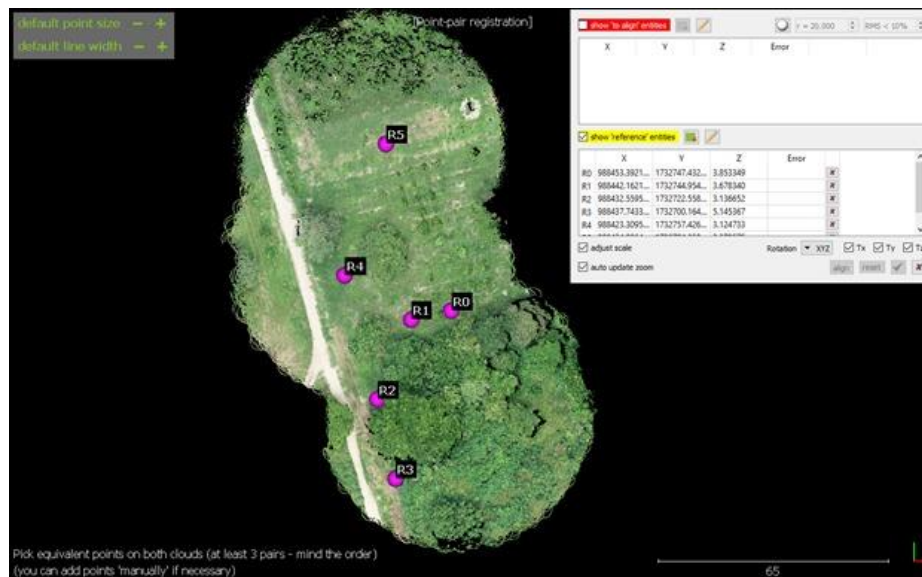 default point size − +
default line width − +
[Point-pair registration]
show 'to align' entities
r = 20.000
RMS < 10%
X Y Z Error
show 'reference' entities
X Y Z Error
R0 988453.3921... 1732747.432... 3.853349
R1 988442.1621... 1732744.954... 3.678340
R2 988432.5595... 1732722.558... 3.136652
R3 988437.7433... 1732700.164... 5.145367
R4 988423.3095... 1732757.426... 3.124733
adjust scale
Rotation XYZ Tx Ty
auto update zoom
align reset
R5
R4
R1 R0
R2
R3
Pick equivalent points on both clouds (at least 3 pairs - mind the order)
(you can add points 'manually' if necessary)
65